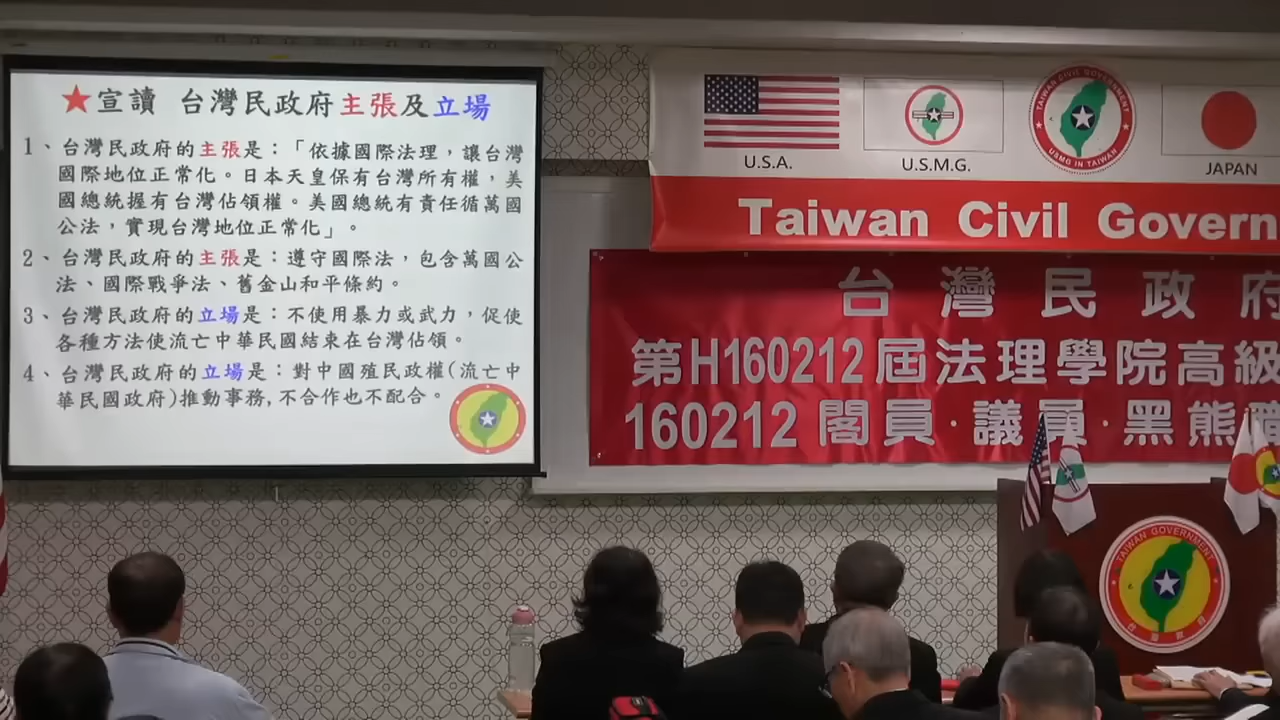 ★宣讀 台灣民政府主張及立場
1、台灣民政府的主張是：「依據國際法理，讓台灣
國際地位正常化。日本天皇保有台灣所有權，美
國總統握有台灣佔領權。美國總統有責任循萬國
公法，實現台灣地位正常化」。
2、台灣民政府的主張是：遵守國際法，包含萬國公
法、國際戰爭法、舊金山和平條約。
3、台灣民政府的立場是：不使用暴力或武力，促使
各種方法使流亡中華民國結束在台灣佔領。
4、台灣民政府的立場是：對中國殖民政權(流亡中
華民國政府)推動事務,不合作也不配合。
U.S.A.
U.S.M.G.
TAIWAN CIVIL GOVERNMENT
USMG IN TAIWAN
JAPAN
Taiwan Civil Govern
台灣民政府
第H160212屆法理學院高級
160212 閣員·議員·黑熊
TAIWAN GOVERNMENT
台灣政府